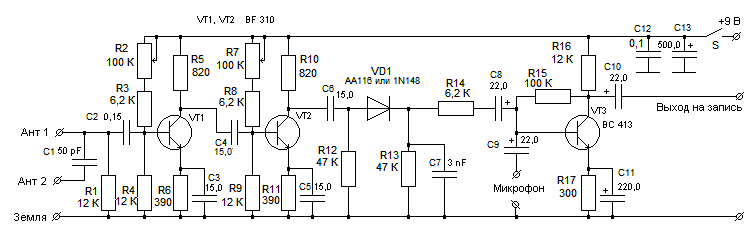 VT1, VT2 BF 310
C12
C13
+9 В
0,1
500,0
+
S
R2
100 K
R5
820
R7
100 K
R10
820
R16
12 K
R3
6,2 K
R8
6,2 K
C6
15,0
VD1
AA116 или 1N148
R14
6,2 K
C8
22,0
+
R15
100 K
C10
22,0
+
VT3
Выход на запись
C2
0,15
VT1
VT2
BC 413
Ант 1
C1
50 pF
C4
15,0
R12
47 K
R13
47 K
C7
3 nF
C9
22,0
+
Ант 2
R1
12 K
R4
12 K
R6
390
C3
15,0
R9
12 K
R11
390
C5
15,0
Микрофон
R17
300
C11
220,0
+
Земля